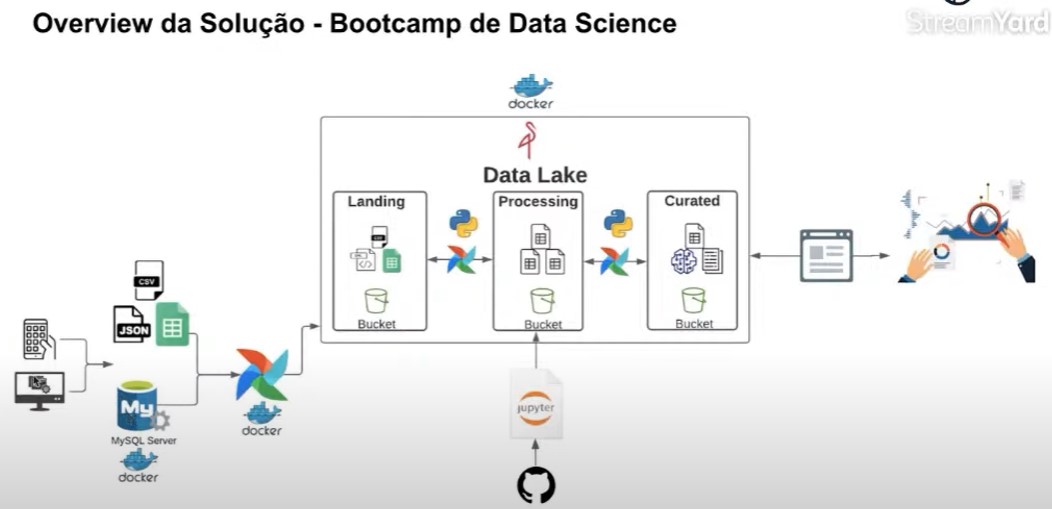 Overview da Solução - Bootcamp de Data Science
StreamYard
docker
Data Lake
Landing
Processing
Curated
Bucket
Bucket
Bucket
CSV
JSON
My
MySQL Server
docker
docker
jupyter